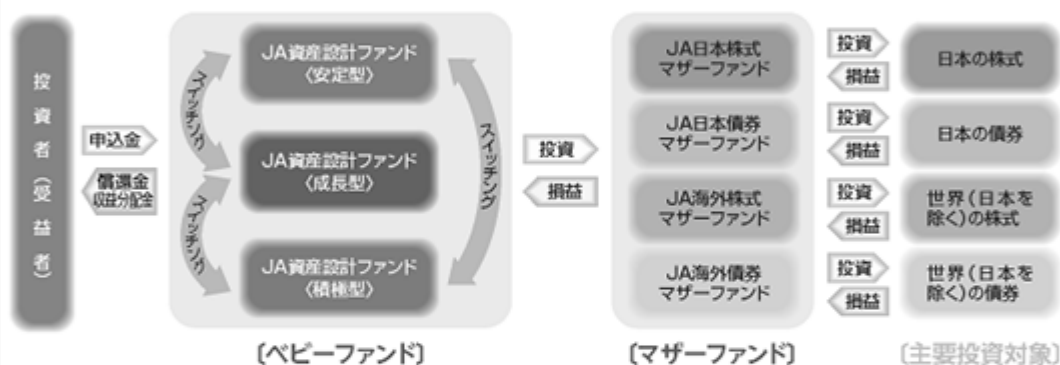 投資者(受益者)
申込金
償還金
収益分配金
JA資産設計ファンド
〈安定型〉
スイッチング
JA資産設計ファンド
〈成長型〉
スイッチング
JA資産設計ファンド
〈積極型〉
スイッチング
〔ベビーファンド〕
投資
損益
JA日本株式
マザーファンド
JA日本債券
マザーファンド
JA海外株式
マザーファンド
JA海外債券
マザーファンド
〔マザーファンド〕
投資
損益
日本の株式
投資
損益
日本の債券
投資
損益
世界(日本を
除く)の株式
投資
損益
世界(日本を
除く)の債券
〔主要投資対象〕